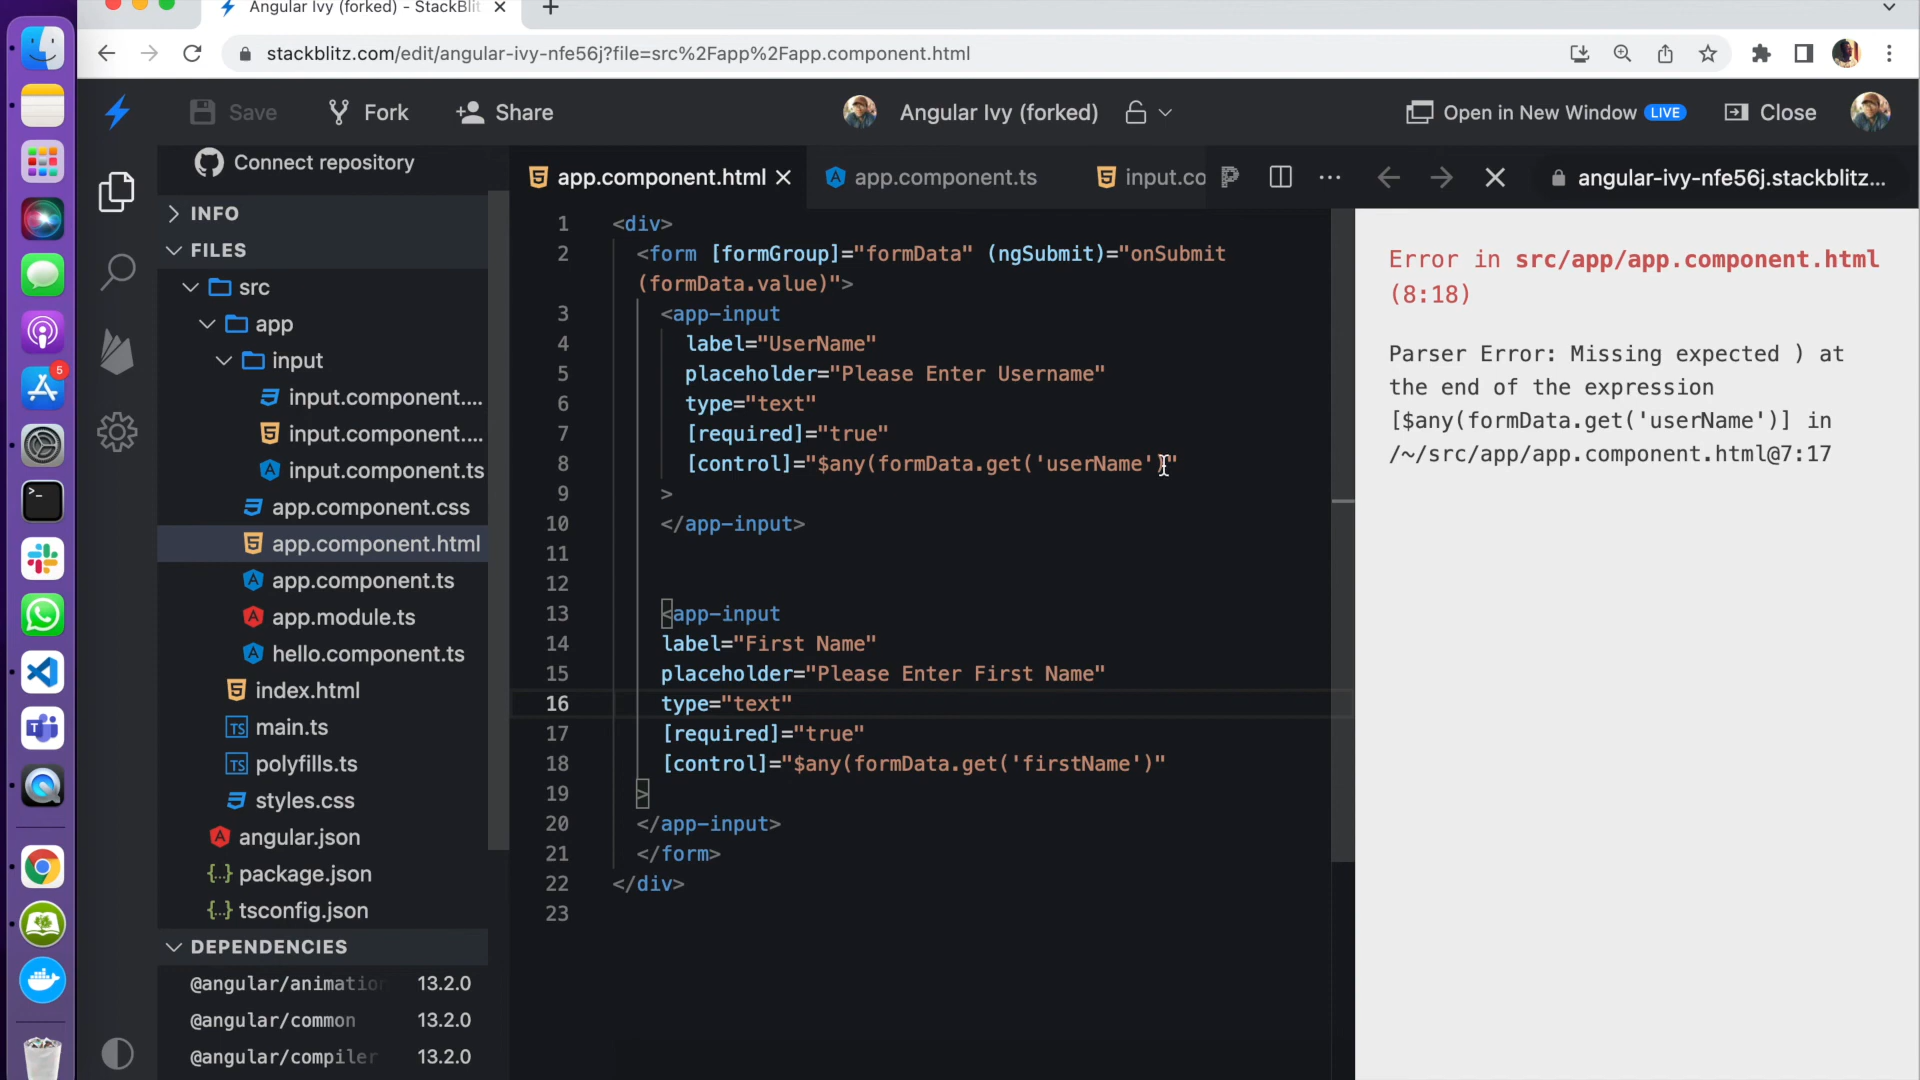 Angular Ivy (forked) - StackBlit
stackblitz.com/edit/angular-ivy-nfe56j?file=src%2Fapp%2Fapp.component.html
Save
Fork
Share
Angular Ivy (forked)
Open in New Window LIVE
Close
Connect repository
INFO
FILES
src
app
input
input.component....
input.component....
input.component.ts
app.component.css
app.component.html
app.component.ts
app.module.ts
hello.component.ts
index.html
main.ts
polyfills.ts
styles.css
angular.json
package.json
tsconfig.json
DEPENDENCIES
@angular/animation 13.2.0
@angular/common 13.2.0
@angular/compiler 13.2.0
5
app.component.html
app.component.ts
input.co
angular-ivy-nfe56j.stackblitz...
1 <div>
2 <form [formGroup]="formData" (ngSubmit)="onSubmit
(formData.value)">
3 <app-input
4 label="UserName"
5 placeholder="Please Enter Username"
6 type="text"
7 [required]="true"
8 [control]="$any(formData.get('userName')"
9 >
10 </app-input>
11
12
13 <app-input
14 label="First Name"
15 placeholder="Please Enter First Name"
16 type="text"
17 [required]="true"
18 [control]="$any(formData.get('firstName')"
19 >
20 </app-input>
21 </form>
22 </div>
23
Error in src/app/app.component.html
(8:18)
Parser Error: Missing expected ) at
the end of the expression
[$any(formData.get('userName')] in
/~/src/app/app.component.html@7:17